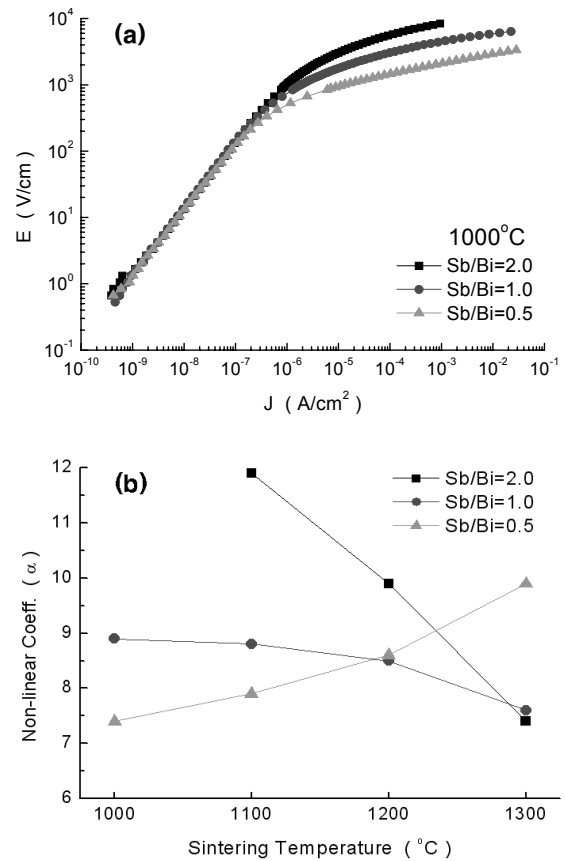 (a)
10^4
10^3
10^2
10^1
10^0
10^-1
E ( V/cm)
1000°C
Sb/Bi=2.0
Sb/Bi=1.0
Sb/Bi=0.5
10^-10 10^-9 10^-8 10^-7 10^-6 10^-5 10^-4 10^-3 10^-2 10^-1
J ( A/cm^2 )
(b)
12
11
10
9
8
7
6
Non-linear Coeff. ( α )
Sb/Bi=2.0
Sb/Bi=1.0
Sb/Bi=0.5
1000 1100 1200 1300
Sintering Temperature ( °C )